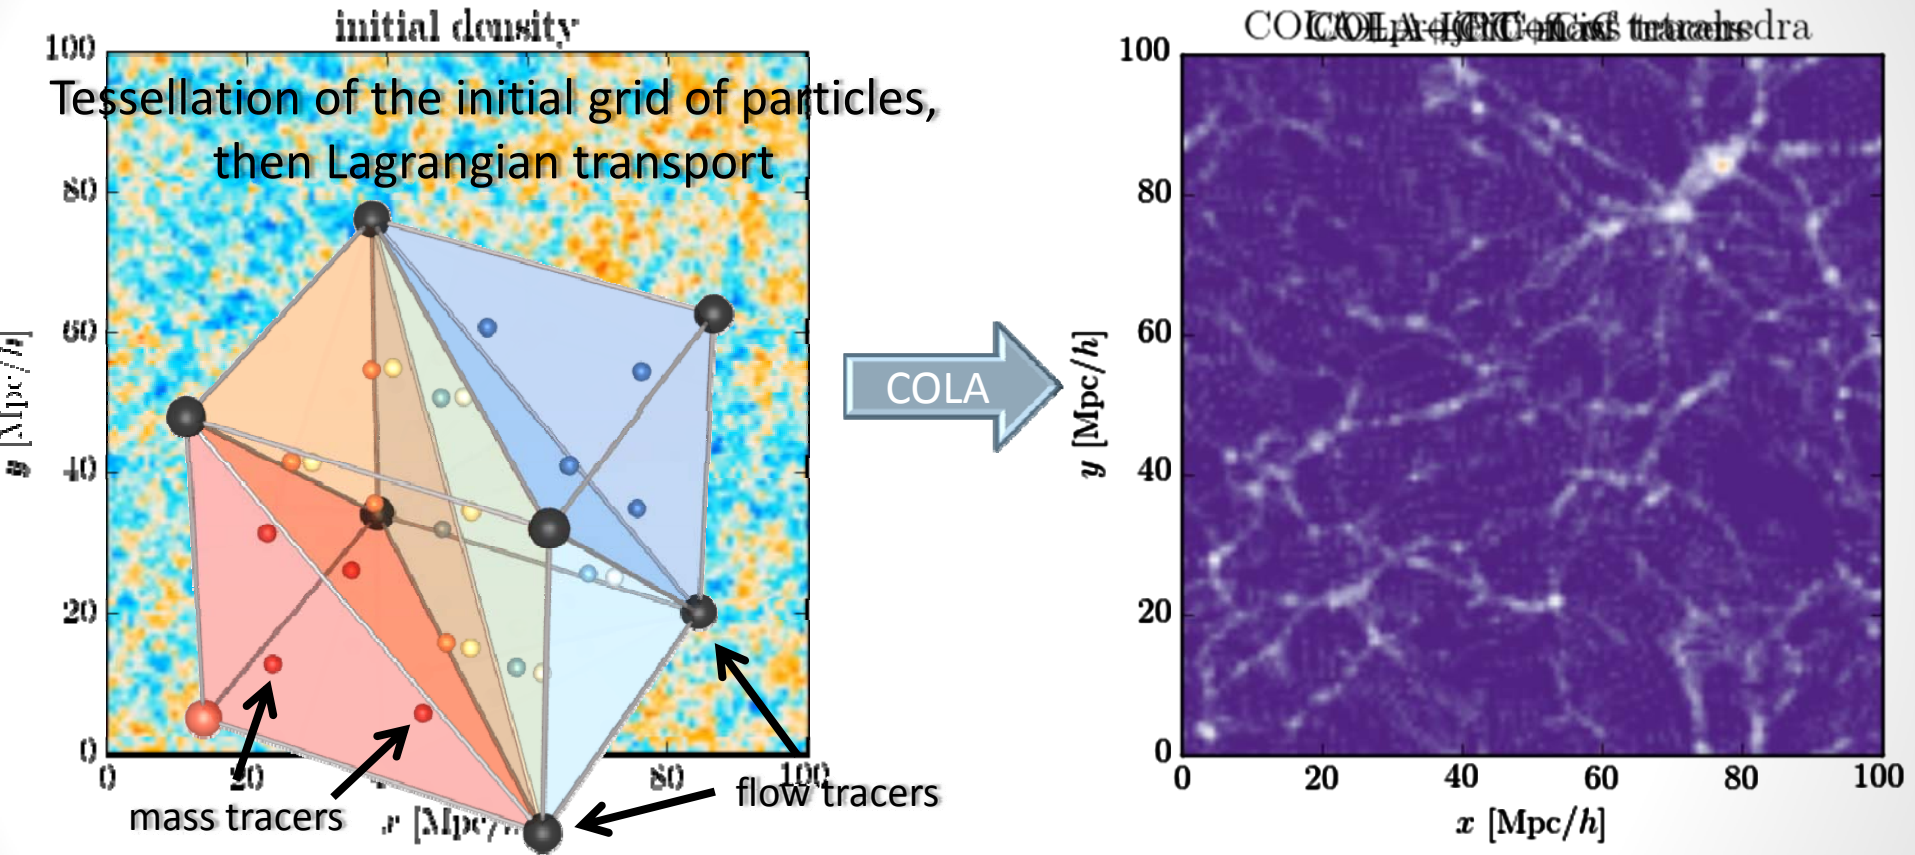 initial density
Tessellation of the initial grid of particles,
then Lagrangian transport
100
80
60
40
20
0
y [Mpc/h]
0
20
80
100
x [Mpc/
mass tracers
flow tracers
COLA
100
80
60
40
20
0
y [Mpc/h]
0
20
40
60
80
100
x [Mpc/h]